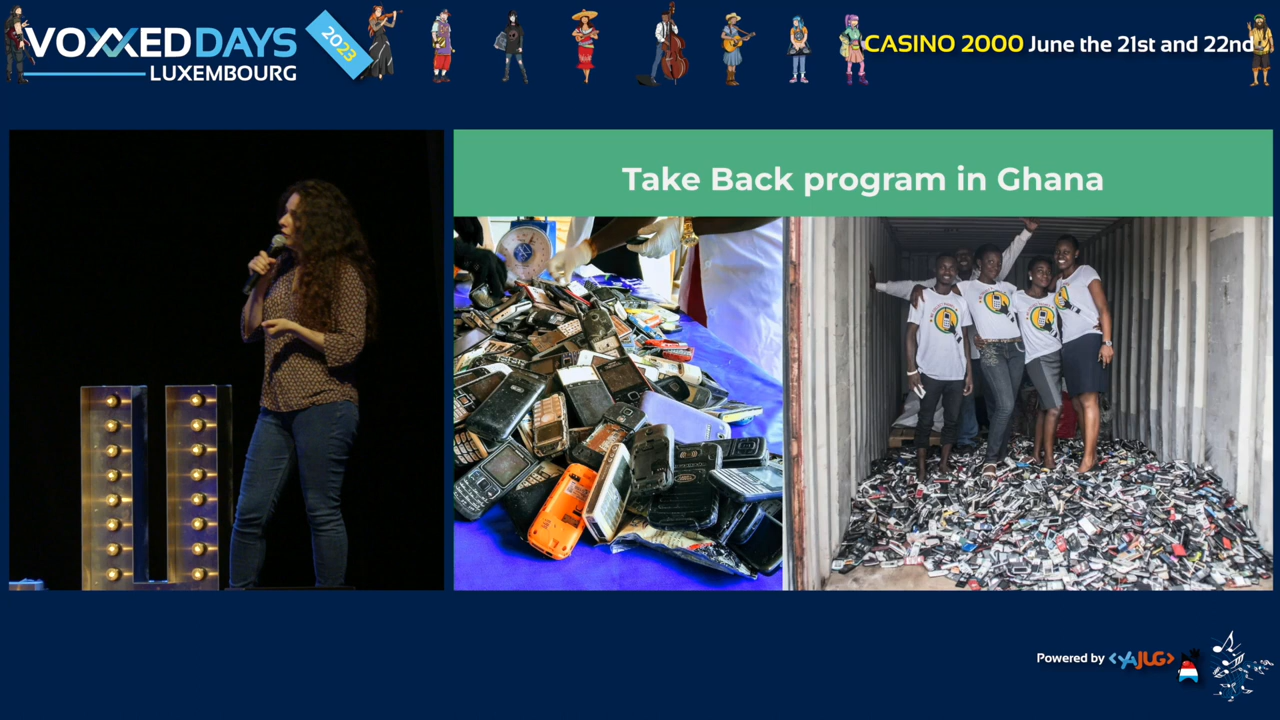 VOXXED DAYS
LUXEMBOURG
2023
CASINO 2000 June the 21st and 22nd
Take Back program in Ghana
Powered by <YAJUG>